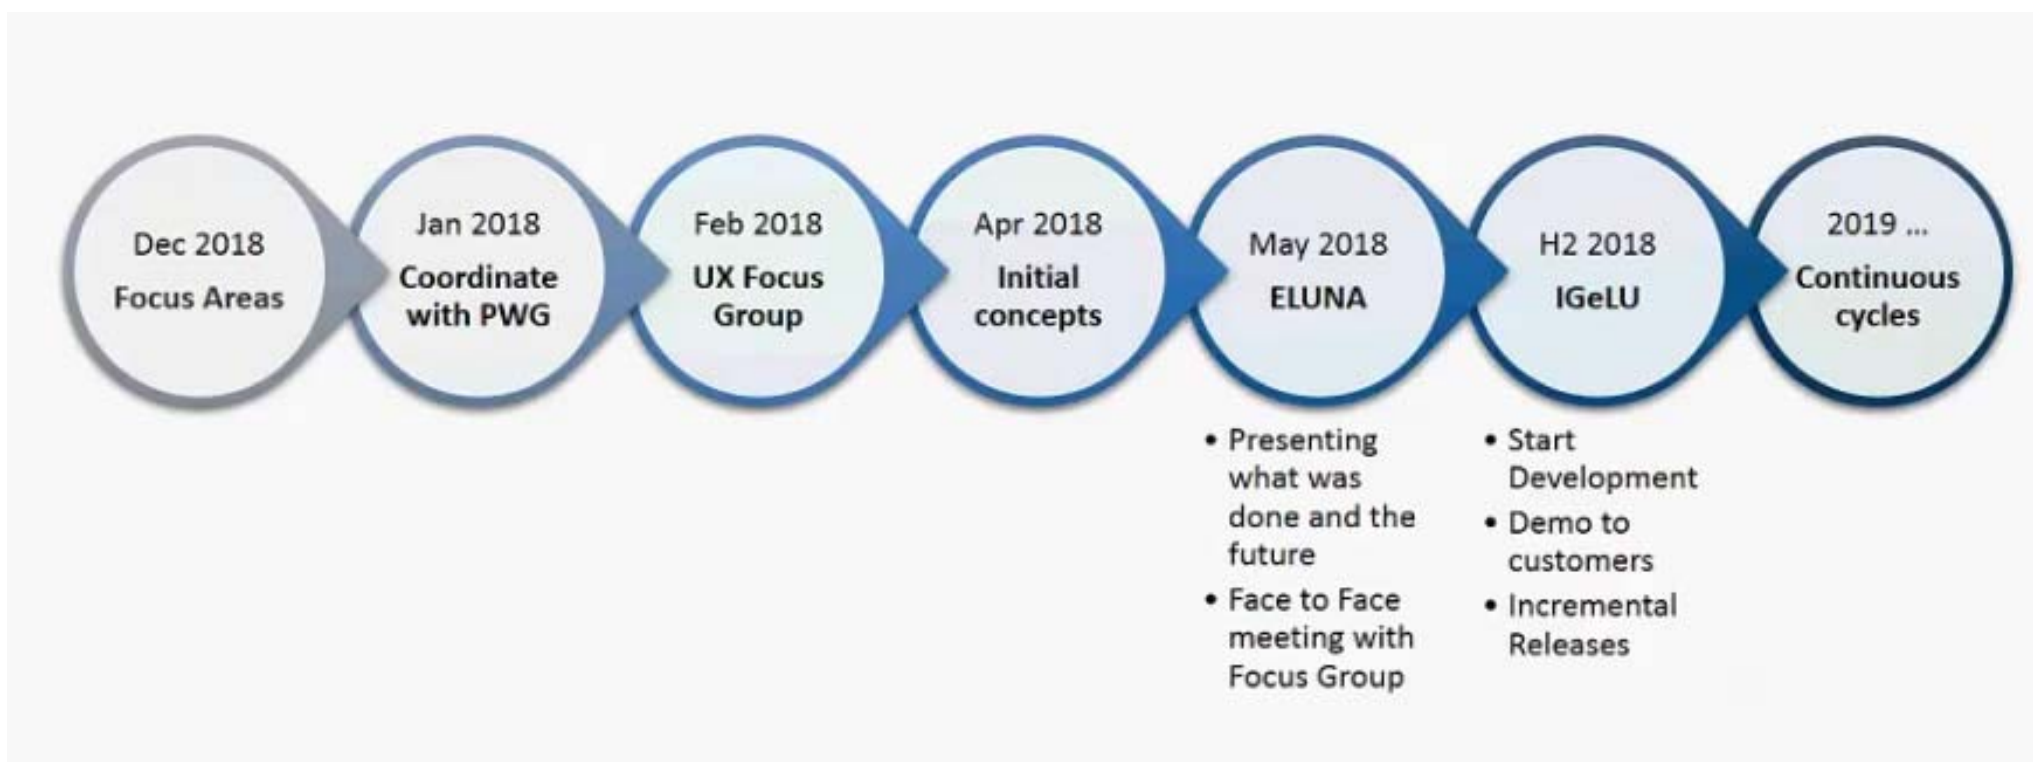 Dec 2018
Focus Areas
Jan 2018
Coordinate
with PWG
Feb 2018
UX Focus
Group
Apr 2018
Initial
concepts
May 2018
ELUNA
• Presenting
what was
done and the
future
• Face to Face
meeting with
Focus Group
H2 2018
IGeLU
• Start
Development
• Demo to
customers
• Incremental
Releases
2019 ...
Continuous
cycles